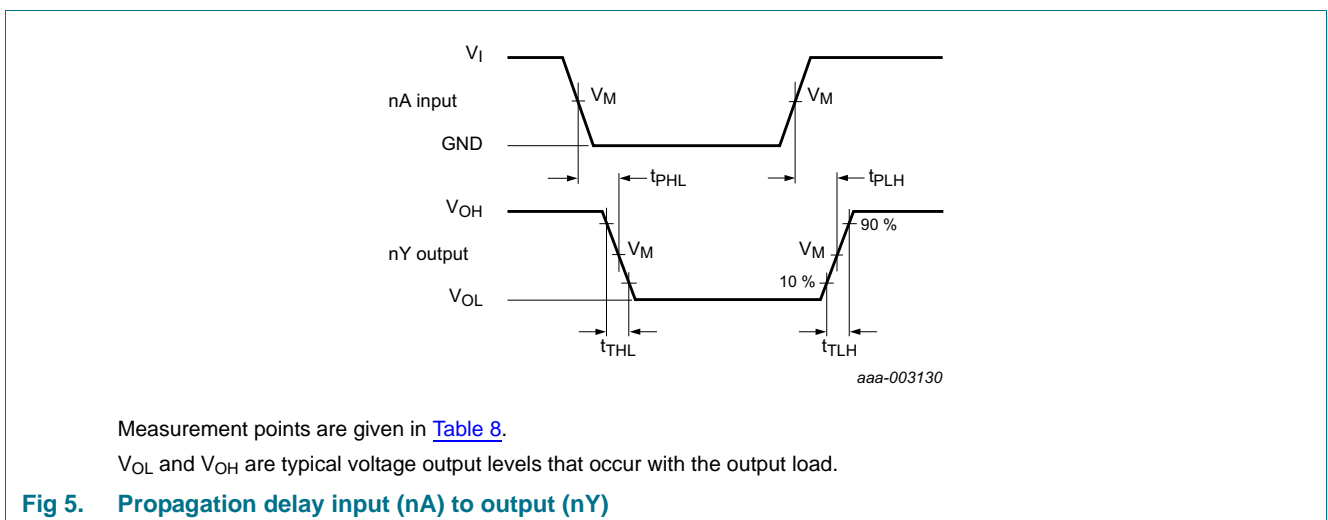 VI
nA input
VM
VM
GND
tPHL
tPLH
VOH
90 %
nY output
VM
VM
10 %
VOL
tTHL
tTLH
aaa-003130
Measurement points are given in Table 8.
VOL and VOH are typical voltage output levels that occur with the output load.
Fig 5. Propagation delay input (nA) to output (nY)